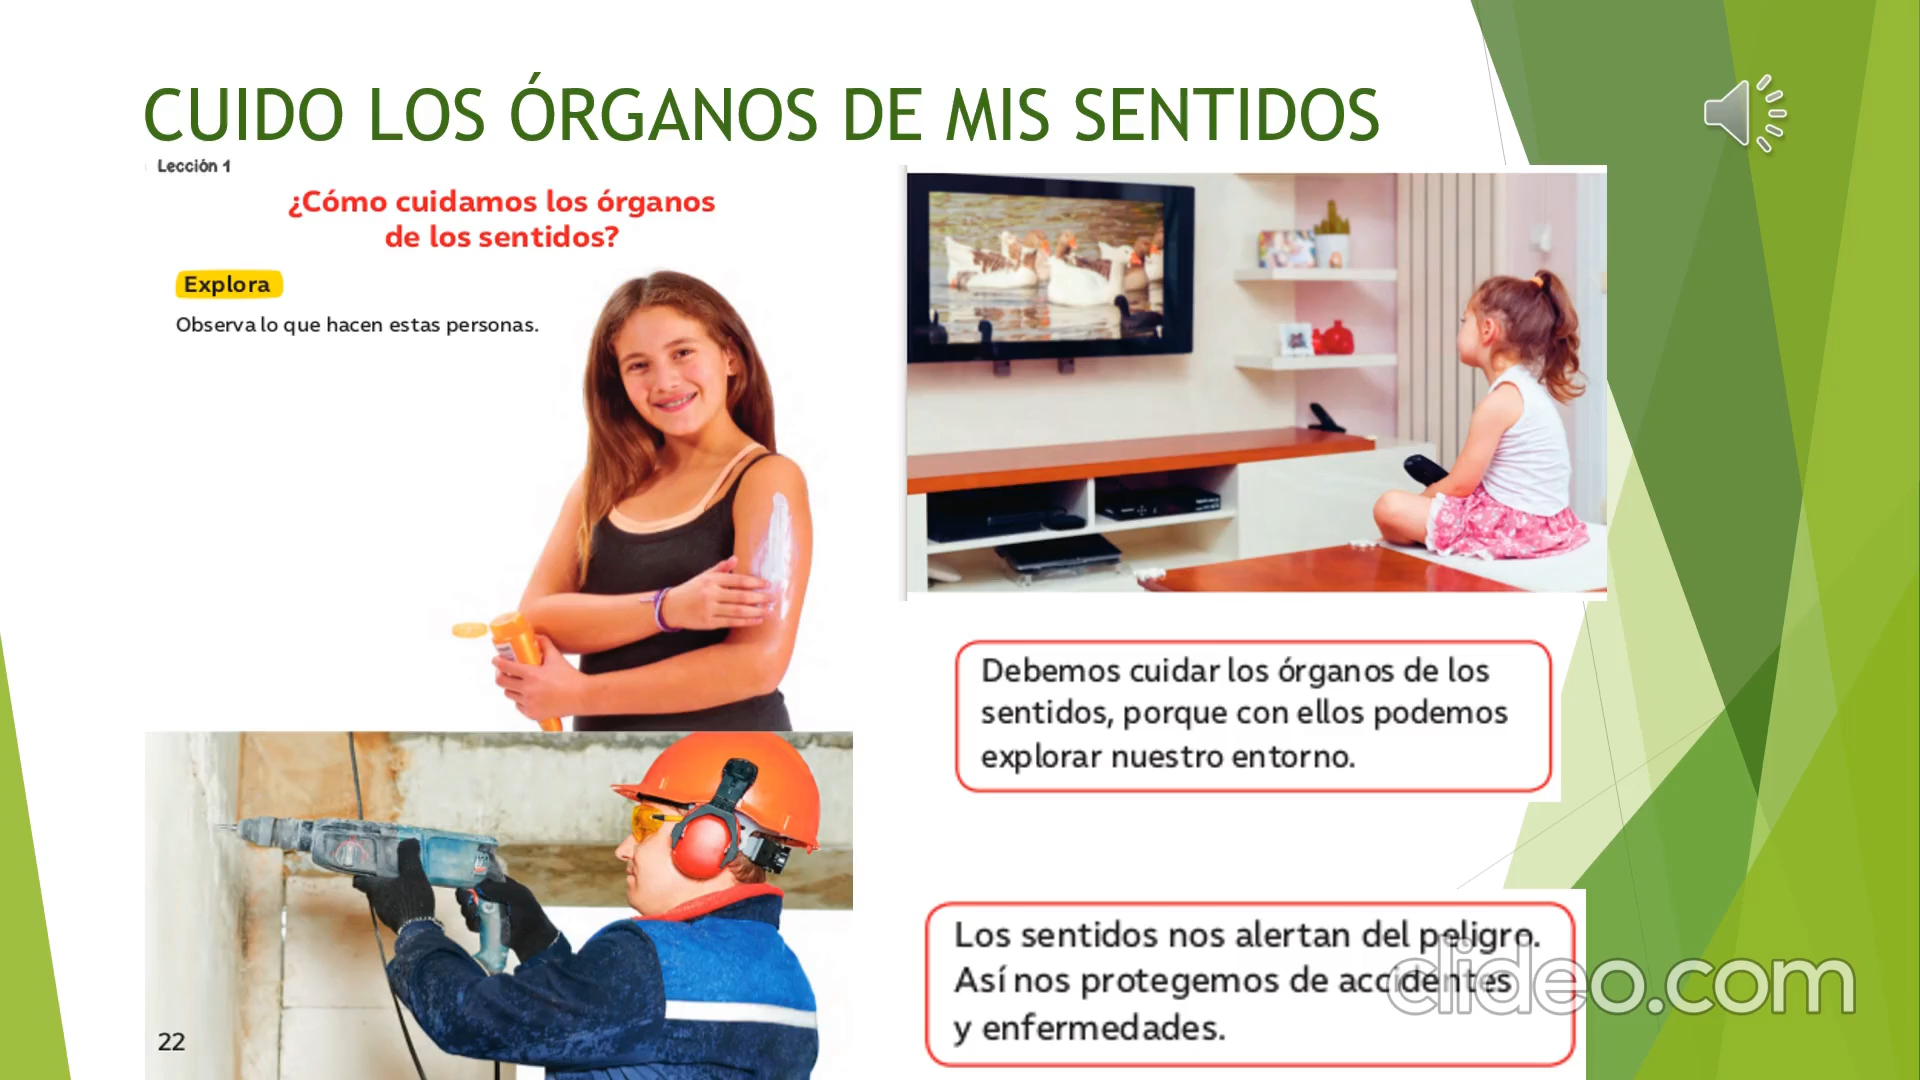 CUIDO LOS ÓRGANOS DE MIS SENTIDOS
Lección 1
¿Cómo cuidamos los órganos
de los sentidos?
Explora
Observa lo que hacen estas personas.
22
Debemos cuidar los órganos de los
sentidos, porque con ellos podemos
explorar nuestro entorno.
Los sentidos nos alertan del peligro.
Así nos protegemos de accidentes
y enfermedades.
clideo.com